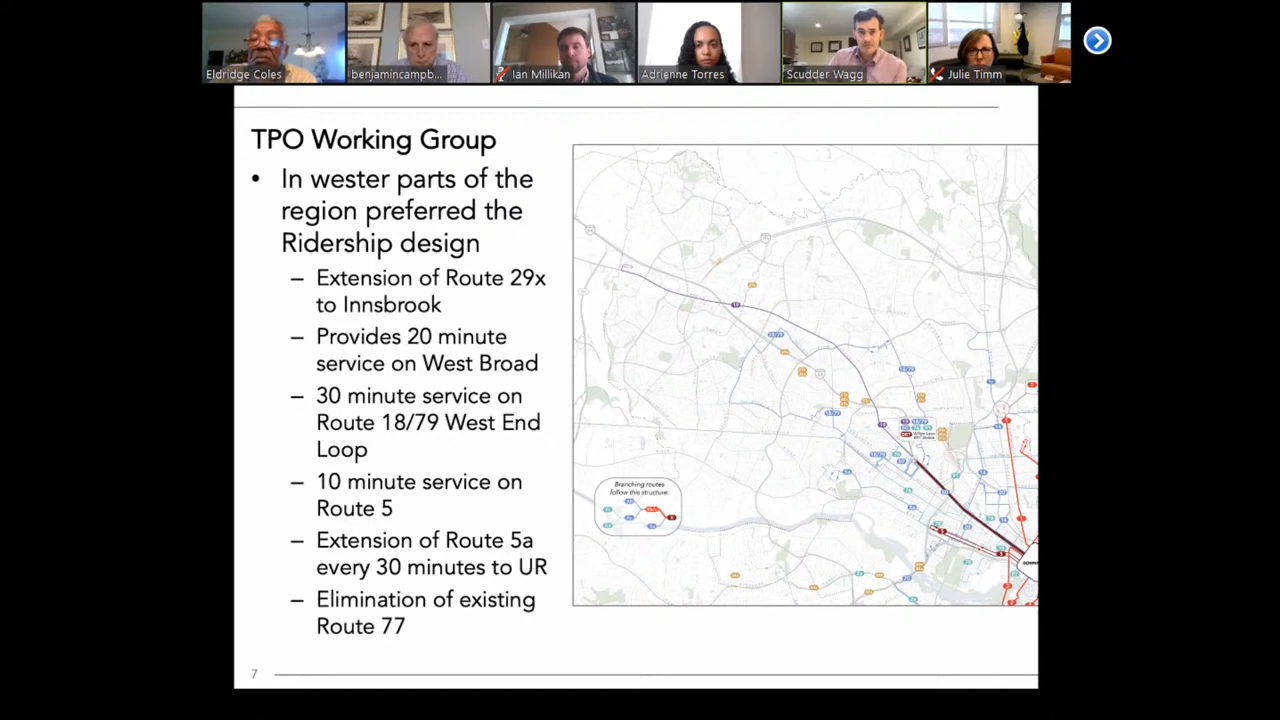 Eldridge Coles
benjamincampb...
Ian Millikan
Adrienne Torres
Scudder Wagg
Julie Timm
TPO Working Group
• In wester parts of the
region preferred the
Ridership design
– Extension of Route 29x
to Innsbrook
– Provides 20 minute
service on West Broad
– 30 minute service on
Route 18/79 West End
Loop
– 10 minute service on
Route 5
– Extension of Route 5a
every 30 minutes to UR
– Elimination of existing
Route 77
Branching routes
follow this structure:
7